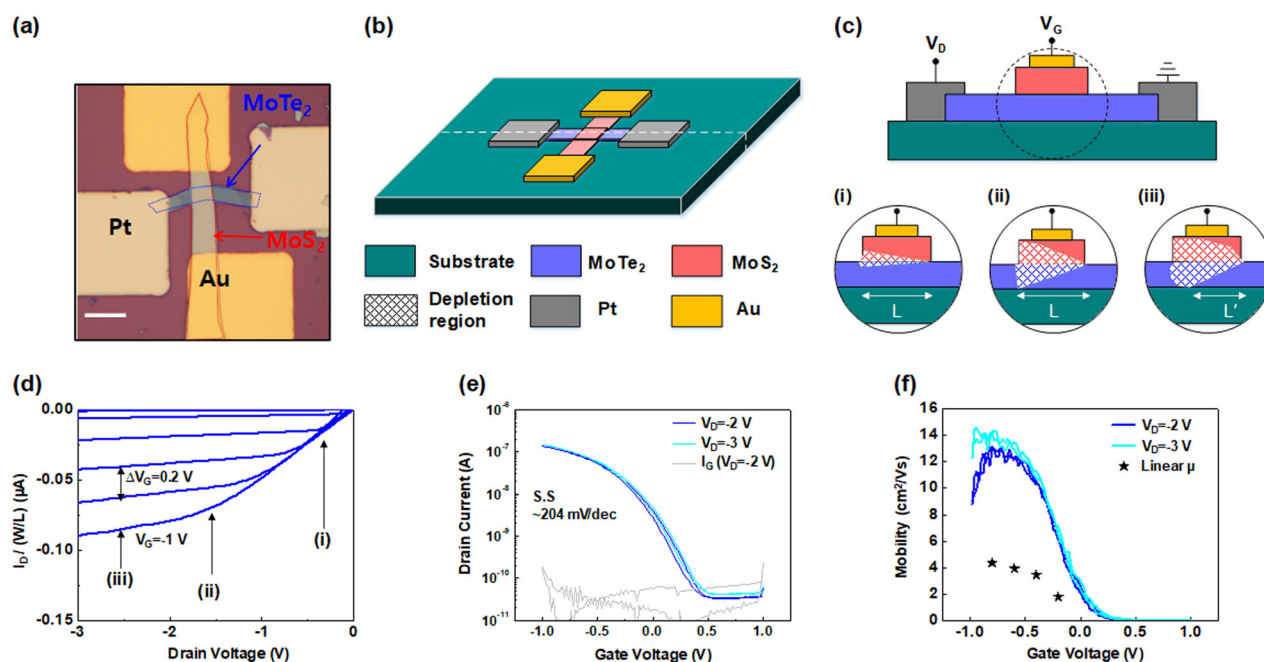 (a)
MoTe₂
Pt
MoS₂
Au
(b)
Substrate
MoTe₂
MoS₂
Depletion region
Pt
Au
(c)
V_D
V_G
(i)
(ii)
(iii)
L
L
L′
(d)
I_D/ (W/L) (µA)
0.00
-0.05
-0.10
-0.15
ΔV_G=0.2 V
V_G=-1 V
(iii)
(ii)
(i)
-3
-2
-1
0
Drain Voltage (V)
(e)
Drain Current (A)
10⁻⁶
10⁻⁷
10⁻⁸
10⁻⁹
10⁻¹⁰
10⁻¹¹
V_D=-2 V
V_D=-3 V
I_G (V_D=-2 V)
S.S
~204 mV/dec
-1.0
-0.5
0.0
0.5
1.0
Gate Voltage (V)
(f)
Mobility (cm²/Vs)
16
14
12
10
8
6
4
2
0
V_D=-2 V
V_D=-3 V
Linear µ
-1.0
-0.5
0.0
0.5
1.0
Gate Voltage (V)